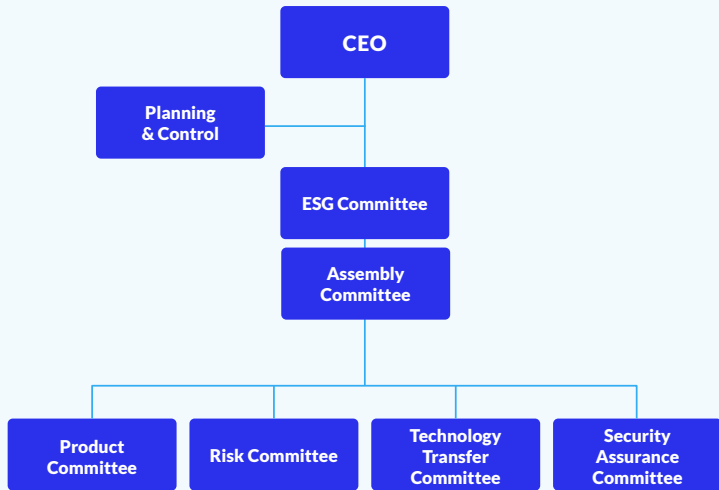 CEO
Planning
& Control
ESG Committee
Assembly
Committee
Product
Committee
Risk Committee
Technology
Transfer
Committee
Security
Assurance
Committee